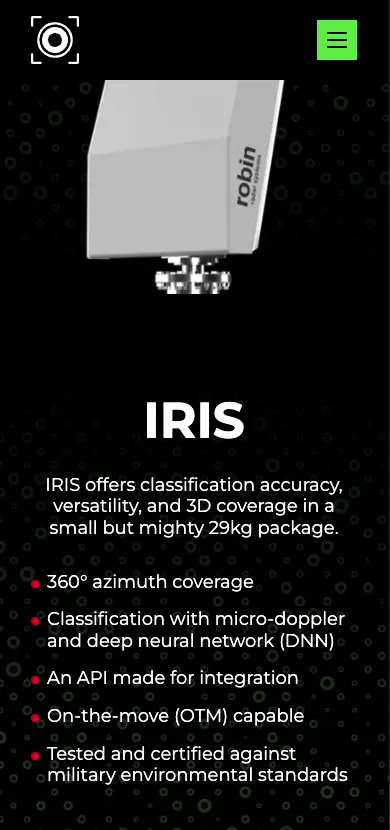 robin
radar systems
IRIS
IRIS offers classification accuracy,
versatility, and 3D coverage in a
small but mighty 29kg package.
360° azimuth coverage
Classification with micro-doppler
and deep neural network (DNN)
An API made for integration
On-the-move (OTM) capable
Tested and certified against
military environmental standards